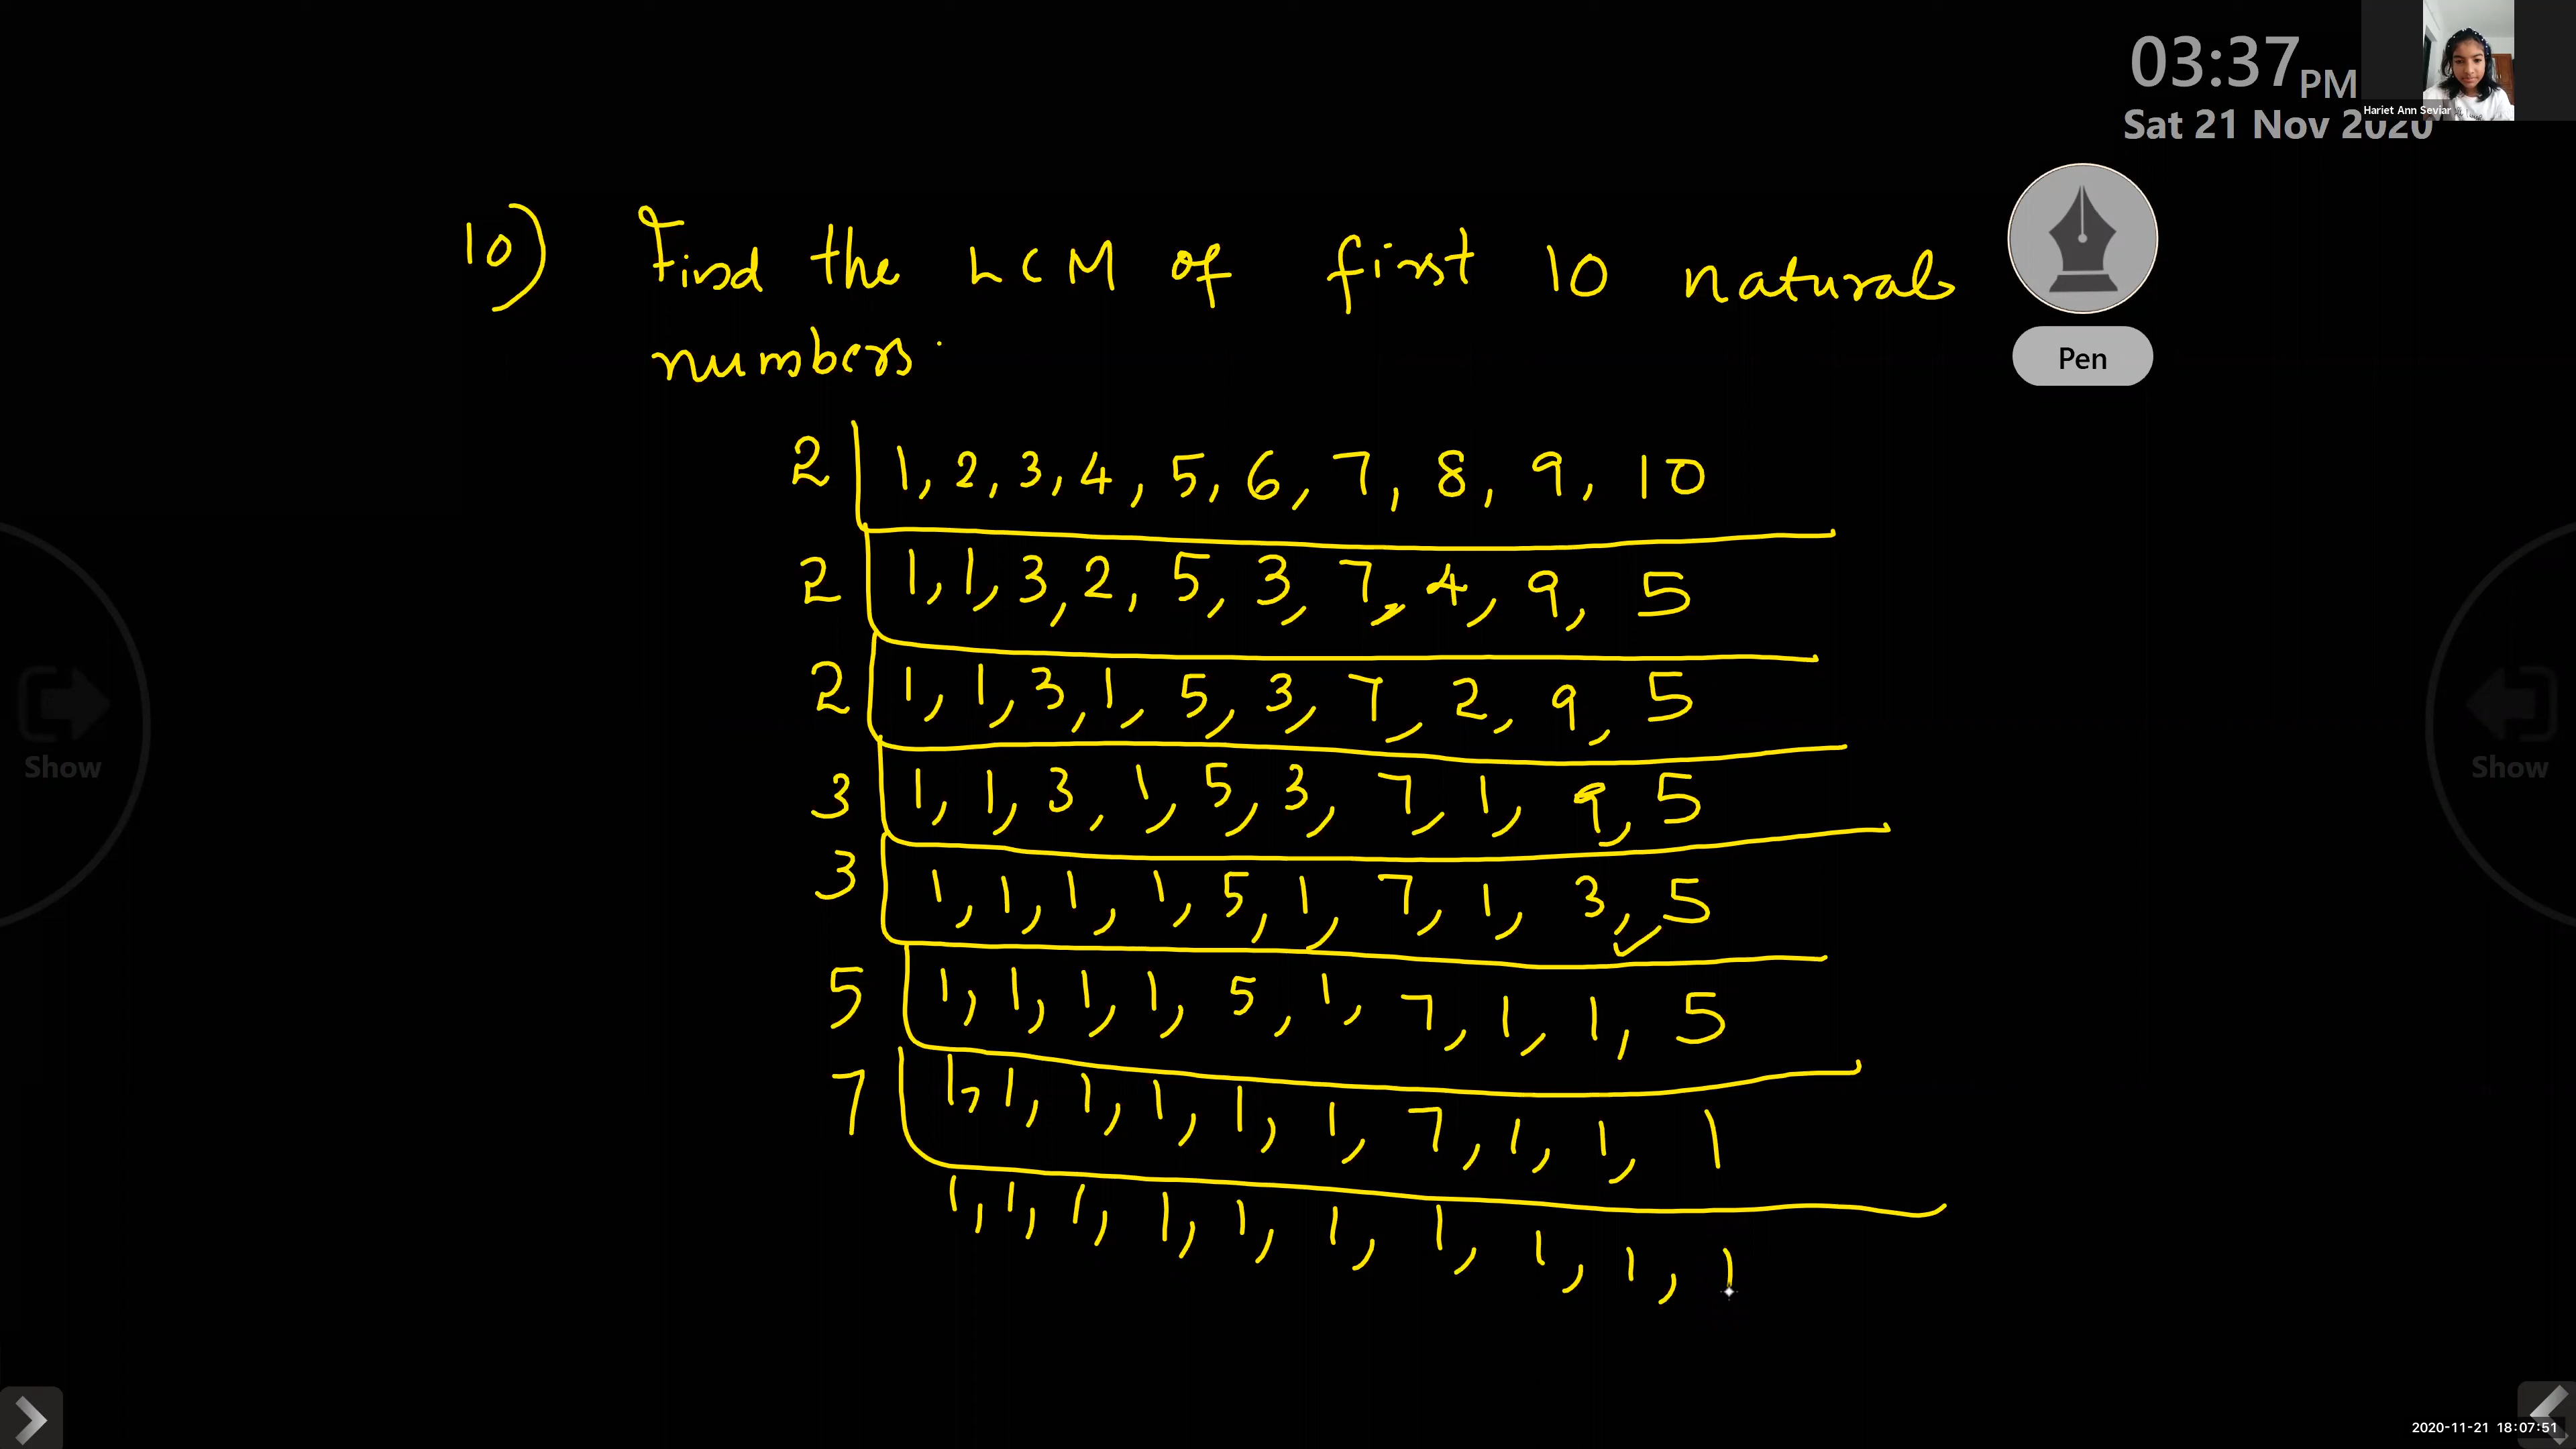 03:37 PM
Sat 21 Nov 2020
Hariet Ann Seviar
10) Find the LCM of first 10 natural
numbers.
Pen
2 1, 2, 3, 4, 5, 6, 7, 8, 9, 10
2 1, 1, 3, 2, 5, 3, 7, 4, 9, 5
2 1, 1, 3, 1, 5, 3, 7, 2, 9, 5
Show
Show
3 1, 1, 3, 1, 5, 3, 7, 1, 9, 5
3 1, 1, 1, 1, 5, 1, 7, 1, 3, 5
5 1, 1, 1, 1, 5, 1, 7, 1, 1, 5
7 1, 1, 1, 1, 1, 1, 7, 1, 1, 1
1, 1, 1, 1, 1, 1, 1, 1, 1, 1
2020-11-21 18:07:51